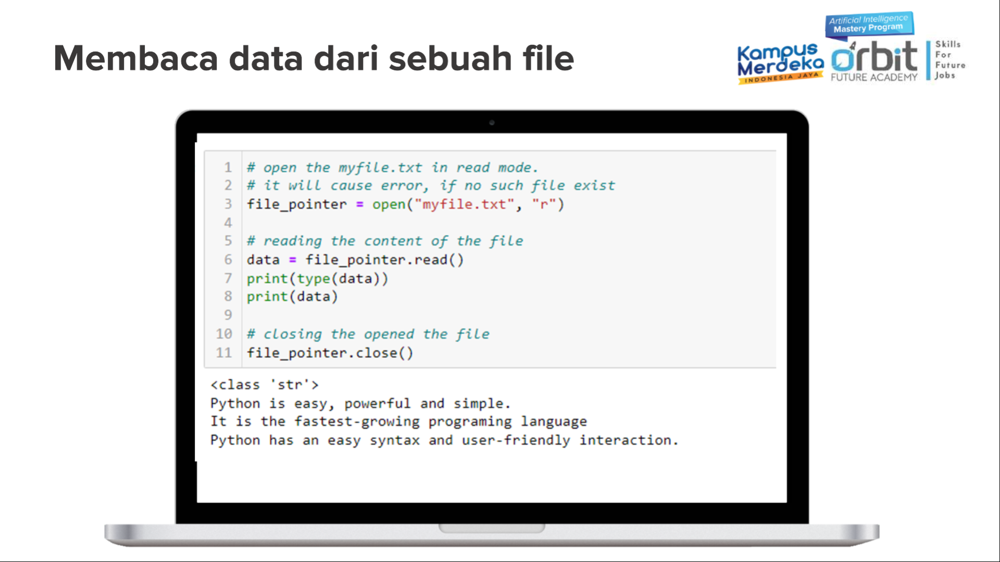 Membaca data dari sebuah file
Artificial Intelligence
Mastery Program
Kampus
Merdeka
INDONESIA JAYA
orbit
FUTURE ACADEMY
Skills
For
Future
Jobs
1 # open the myfile.txt in read mode.
2 # it will cause error, if no such file exist
3 file_pointer = open("myfile.txt", "r")
4
5 # reading the content of the file
6 data = file_pointer.read()
7 print(type(data))
8 print(data)
9
10 # closing the opened the file
11 file_pointer.close()
<class 'str'>
Python is easy, powerful and simple.
It is the fastest-growing programing language
Python has an easy syntax and user-friendly interaction.